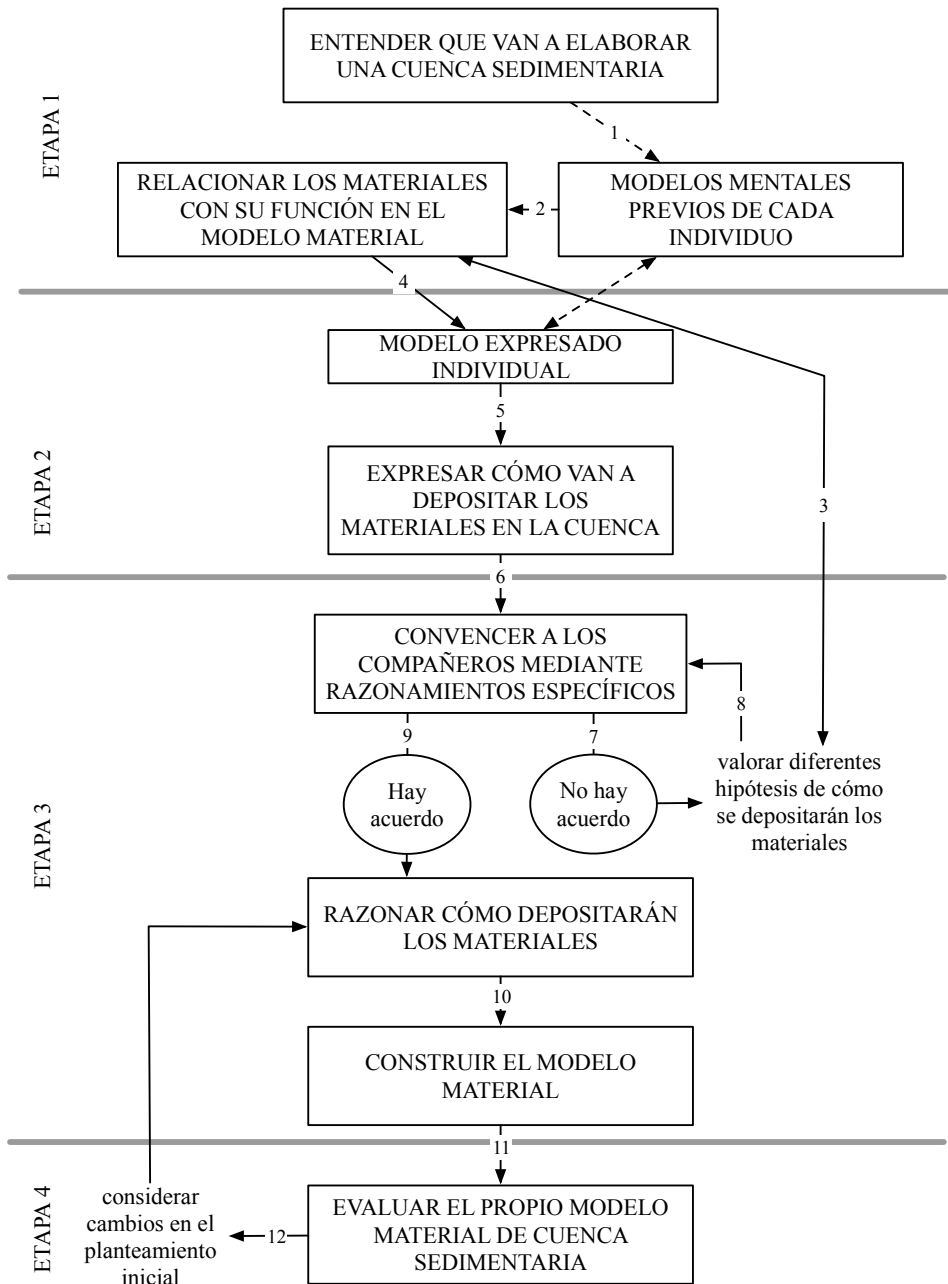 ETAPA 1
ENTENDER QUE VAN A ELABORAR
UNA CUENCA SEDIMENTARIA
1
RELACIONAR LOS MATERIALES
CON SU FUNCIÓN EN EL
MODELO MATERIAL
2
MODELOS MENTALES
PREVIOS DE CADA
INDIVIDUO
4
ETAPA 2
MODELO EXPRESADO
INDIVIDUAL
5
EXPRESAR CÓMO VAN A
DEPOSITAR LOS
MATERIALES EN LA CUENCA
3
6
ETAPA 3
CONVENCER A LOS
COMPAÑEROS MEDIANTE
RAZONAMIENTOS ESPECÍFICOS
8
9
7
Hay
acuerdo
No hay
acuerdo
valorar diferentes
hipótesis de cómo
se depositarán los
materiales
RAZONAR CÓMO DEPOSITARÁN
LOS MATERIALES
10
CONSTRUIR EL MODELO
MATERIAL
11
ETAPA 4
considerar
cambios en el
planteamiento
inicial
12
EVALUAR EL PROPIO MODELO
MATERIAL DE CUENCA
SEDIMENTARIA